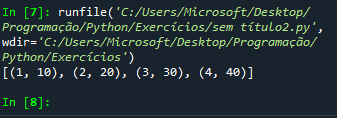 In [7]: runfile('C:/Users/Microsoft/Desktop/
Programação/Python/Exercícios/sem título2.py',
wdir='C:/Users/Microsoft/Desktop/Programação/
Python/Exercícios')
[(1, 10), (2, 20), (3, 30), (4, 40)]
In [8]: